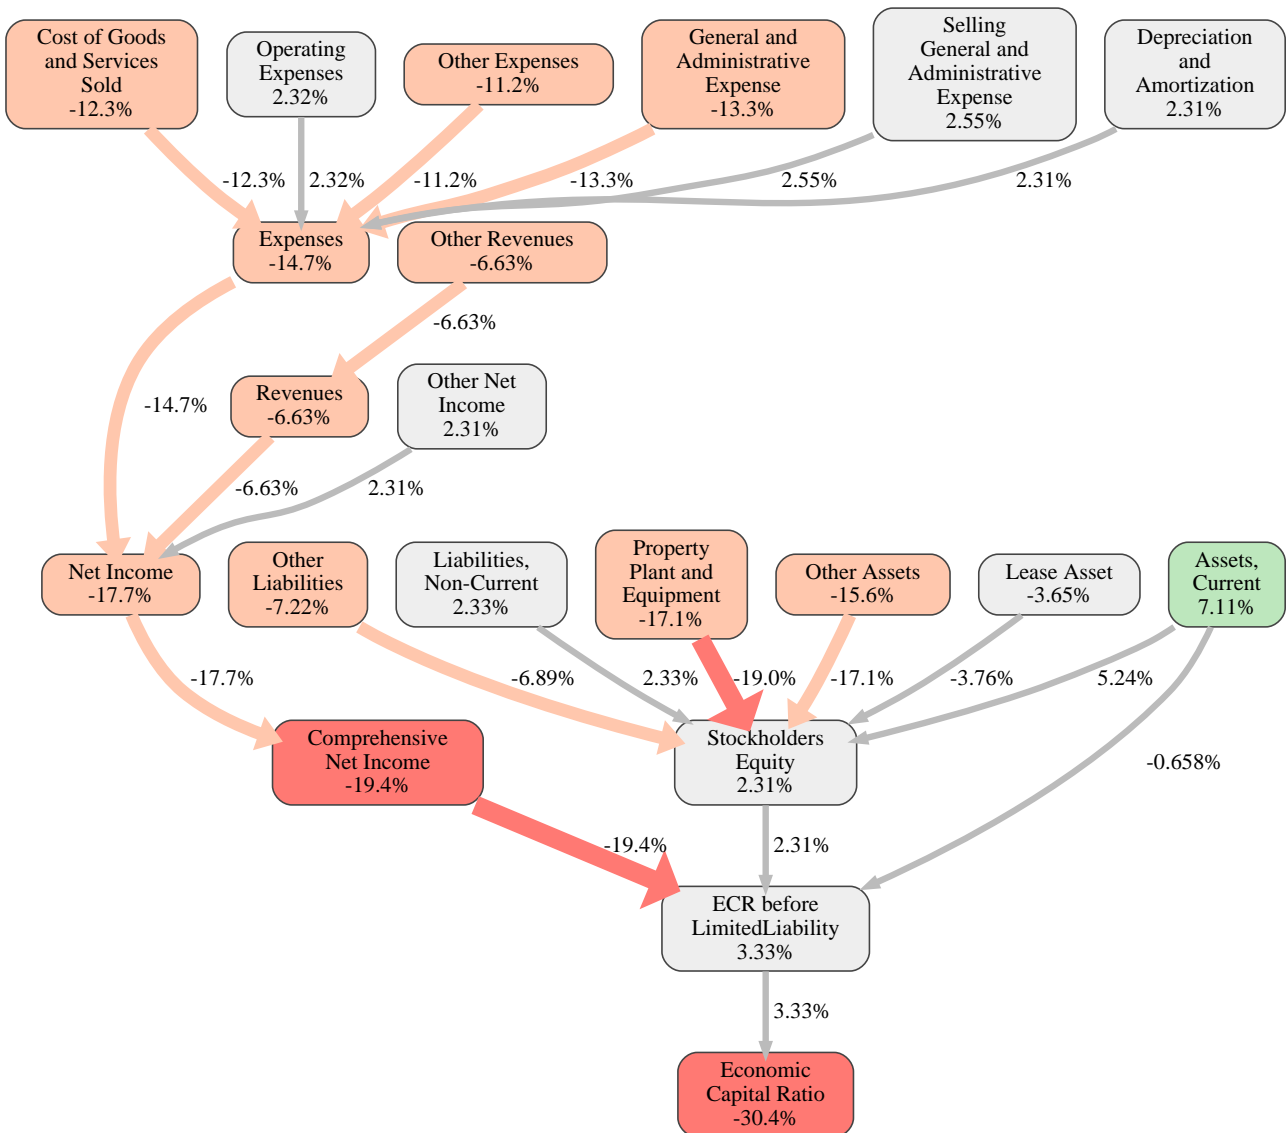 Cost of Goods
and Services
Sold
-12.3%
Operating
Expenses
2.32%
Other Expenses
-11.2%
General and
Administrative
Expense
-13.3%
Selling
General and
Administrative
Expense
2.55%
Depreciation
and
Amortization
2.31%
-12.3%
2.32%
-11.2%
-13.3%
2.55%
2.31%
Expenses
-14.7%
Other Revenues
-6.63%
-6.63%
-14.7%
Revenues
-6.63%
Other Net
Income
2.31%
-6.63%
2.31%
Net Income
-17.7%
Other
Liabilities
-7.22%
Liabilities,
Non-Current
2.33%
Property
Plant and
Equipment
-17.1%
Other Assets
-15.6%
Lease Asset
-3.65%
Assets,
Current
7.11%
-17.7%
-6.89%
2.33%
-19.0%
-17.1%
-3.76%
5.24%
-0.658%
Comprehensive
Net Income
-19.4%
Stockholders
Equity
2.31%
-19.4%
2.31%
ECR before
LimitedLiability
3.33%
3.33%
Economic
Capital Ratio
-30.4%